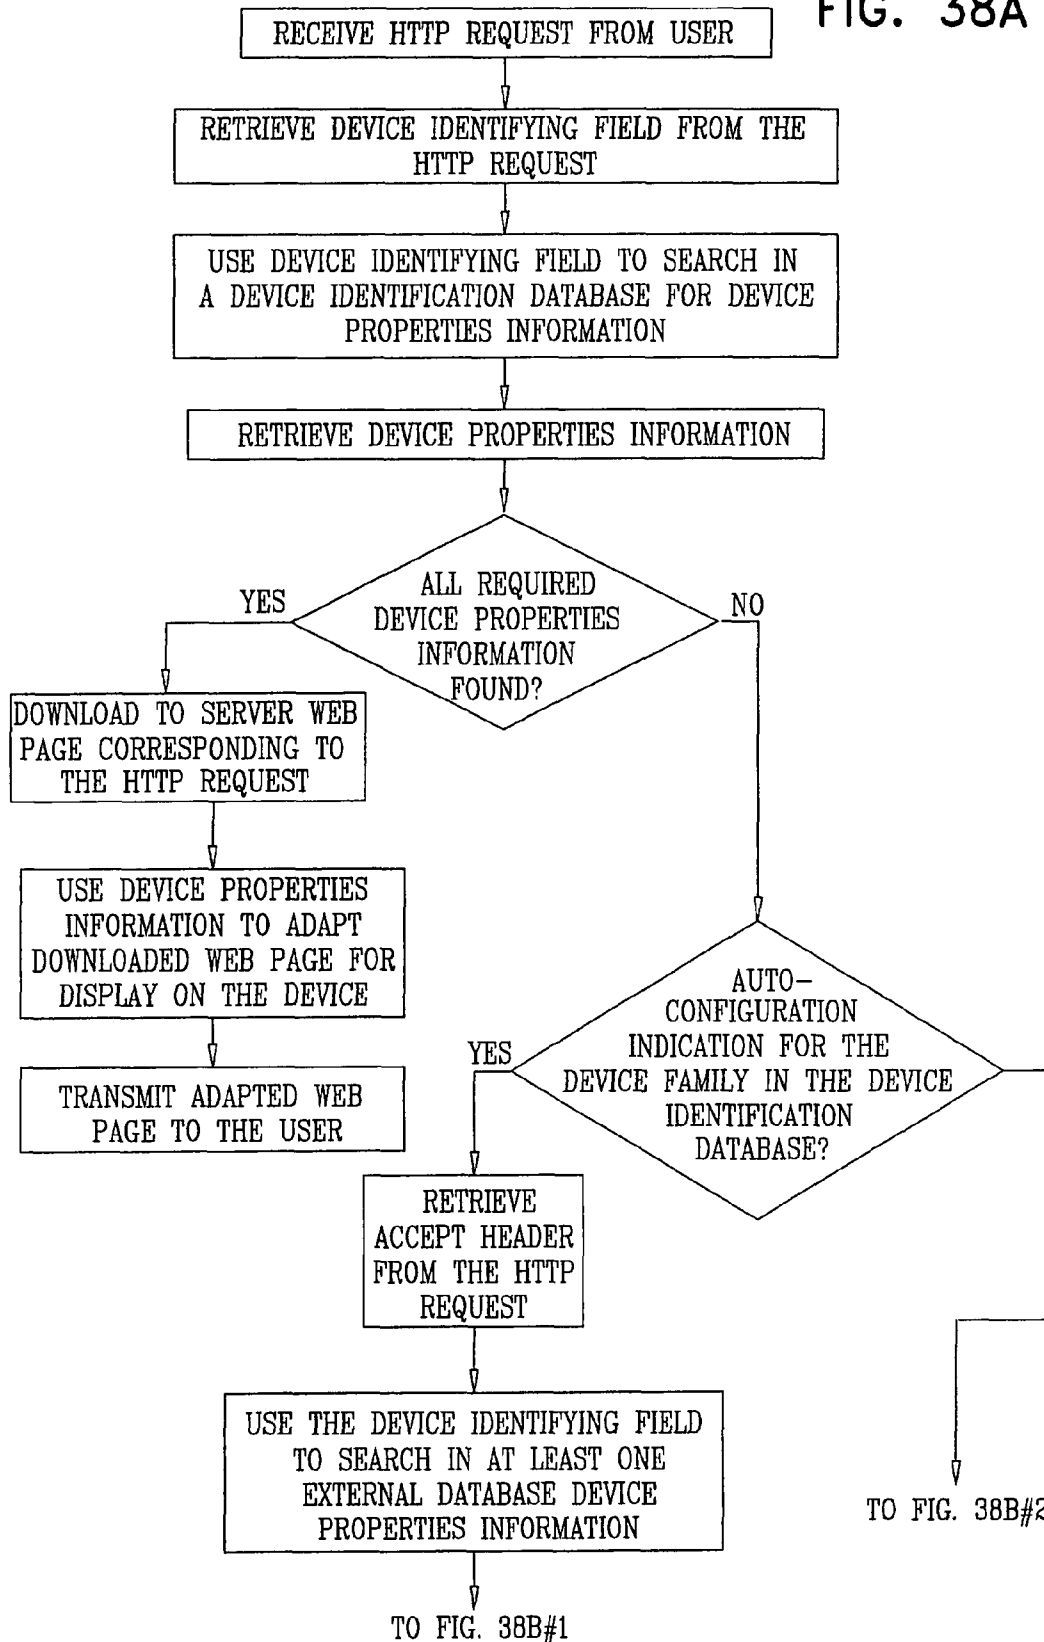 FIG. 38A
RECEIVE HTTP REQUEST FROM USER
RETRIEVE DEVICE IDENTIFYING FIELD FROM THE
HTTP REQUEST
USE DEVICE IDENTIFYING FIELD TO SEARCH IN
A DEVICE IDENTIFICATION DATABASE FOR DEVICE
PROPERTIES INFORMATION
RETRIEVE DEVICE PROPERTIES INFORMATION
ALL REQUIRED
DEVICE PROPERTIES
INFORMATION
FOUND?
YES
NO
DOWNLOAD TO SERVER WEB
PAGE CORRESPONDING TO
THE HTTP REQUEST
USE DEVICE PROPERTIES
INFORMATION TO ADAPT
DOWNLOADED WEB PAGE FOR
DISPLAY ON THE DEVICE
TRANSMIT ADAPTED WEB
PAGE TO THE USER
AUTO-
CONFIGURATION
INDICATION FOR THE
DEVICE FAMILY IN THE DEVICE
IDENTIFICATION
DATABASE?
YES
RETRIEVE
ACCEPT HEADER
FROM THE HTTP
REQUEST
USE THE DEVICE IDENTIFYING FIELD
TO SEARCH IN AT LEAST ONE
EXTERNAL DATABASE DEVICE
PROPERTIES INFORMATION
TO FIG. 38B#2
TO FIG. 38B#1